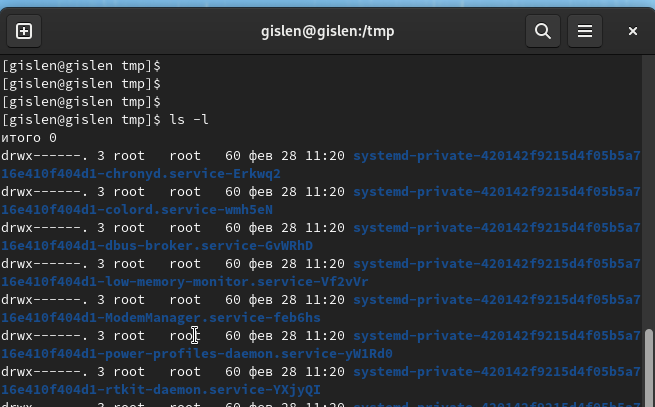 gislen@gislen:/tmp
[gislen@gislen tmp]$
[gislen@gislen tmp]$
[gislen@gislen tmp]$
[gislen@gislen tmp]$ ls -l
итого 0
drwx------. 3 root   root   60 фев 28 11:20 systemd-private-420142f9215d4f05b5a7
16e410f404d1-chronyd.service-Erkwq2
drwx------. 3 root   root   60 фев 28 11:20 systemd-private-420142f9215d4f05b5a7
16e410f404d1-colord.service-wmh5eN
drwx------. 3 root   root   60 фев 28 11:20 systemd-private-420142f9215d4f05b5a7
16e410f404d1-dbus-broker.service-GvWRhD
drwx------. 3 root   root   60 фев 28 11:20 systemd-private-420142f9215d4f05b5a7
16e410f404d1-low-memory-monitor.service-Vf2vVr
drwx------. 3 root   root   60 фев 28 11:20 systemd-private-420142f9215d4f05b5a7
16e410f404d1-ModemManager.service-feb6hs
drwx------. 3 root   root   60 фев 28 11:20 systemd-private-420142f9215d4f05b5a7
16e410f404d1-power-profiles-daemon.service-yW1Rd0
drwx------. 3 root   root   60 фев 28 11:20 systemd-private-420142f9215d4f05b5a7
16e410f404d1-rtkit-daemon.service-YXjyQI